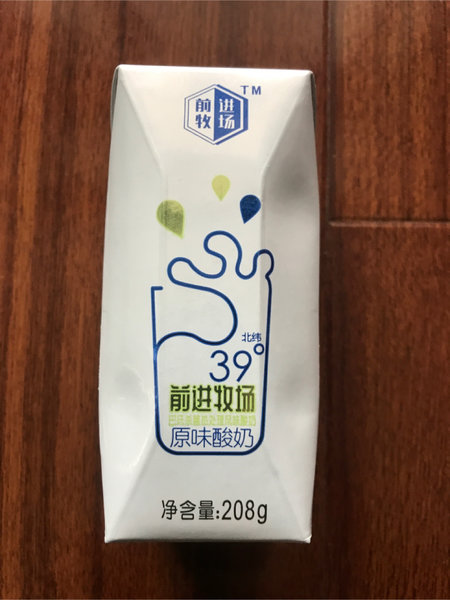 前进
牧场
TM
北纬
39°
前进牧场
原味酸奶
净含量:208g